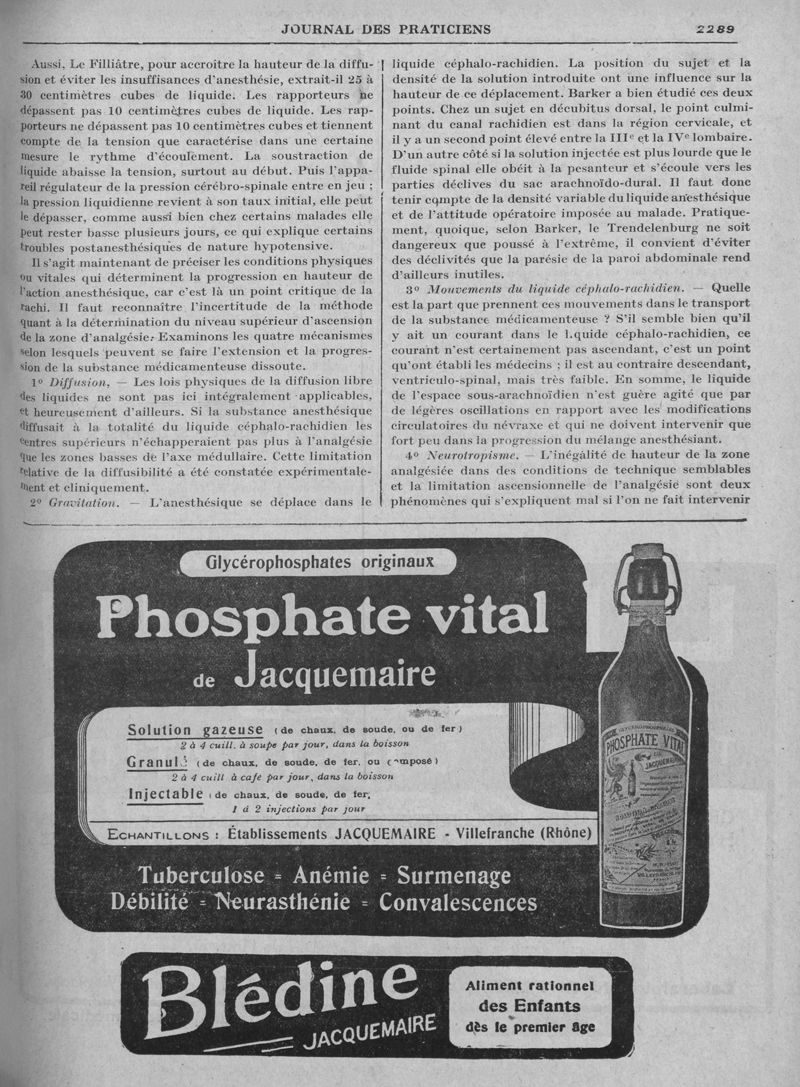 JOURNAL DES PRATICIENS 2289
Aussi, Le Filliâtre, pour accroître la hauteur de la diffu-
sion et éviter les insuffisances d'anesthésie, extrait-il 25 à
30 centimètres cubes de liquide. Les rapporteurs ne
dépassent pas 10 centimètres cubes de liquide. Les rap-
porteurs ne dépassent pas 10 centimètres cubes et tiennent
compte de la tension que caractérise dans une certaine
mesure le rythme d'écoulement. La soustraction de
liquide abaisse la tension, surtout au début. Puis l'appa-
reil régulateur de la pression cérébro-spinale entre en jeu ;
la pression liquidienne revient à son taux initial, elle peut
le dépasser, comme aussi bien chez certains malades elle
peut rester basse plusieurs jours, ce qui explique certains
troubles postanesthésiques de nature hypotensive.
Il s'agit maintenant de préciser les conditions physiques
ou vitales qui déterminent la progression en hauteur de
l'action anesthésique, car c'est là un point critique de la
rachi. Il faut reconnaître l'incertitude de la méthode
quant à la détermination du niveau supérieur d'ascension
de la zone d'analgésie. Examinons les quatre mécanismes
selon lesquels peuvent se faire l'extension et la progres-
sion de la substance médicamenteuse dissoute.
1º Diffusion. — Les lois physiques de la diffusion libre
des liquides ne sont pas ici intégralement applicables,
et heureusement d'ailleurs. Si la substance anesthésique
diffusait à la totalité du liquide céphalo-rachidien les
centres supérieurs n'échapperaient pas plus à l'analgésie
que les zones basses de l'axe médullaire. Cette limitation
relative de la diffusibilité a été constatée expérimentale-
ment et cliniquement.
2º Gravitation. — L'anesthésique se déplace dans le
liquide céphalo-rachidien. La position du sujet et la
densité de la solution introduite ont une influence sur la
hauteur de ce déplacement. Barker a bien étudié ces deux
points. Chez un sujet en décubitus dorsal, le point culmi-
nant du canal rachidien est dans la région cervicale, et
il y a un second point élevé entre la IIIe et la IVe lombaire.
D'un autre côté si la solution injectée est plus lourde que le
fluide spinal elle obéit à la pesanteur et s'écoule vers les
parties déclives du sac arachnoïdo-dural. Il faut donc
tenir compte de la densité variable du liquide anesthésique
et de l'attitude opératoire imposée au malade. Pratique-
ment, quoique, selon Barker, le Trendelenburg ne soit
dangereux que poussé à l'extrême, il convient d'éviter
des déclivités que la parésie de la paroi abdominale rend
d'ailleurs inutiles.
3º Mouvements du liquide céphalo-rachidien. — Quelle
est la part que prennent ces mouvements dans le transport
de la substance médicamenteuse ? S'il semble bien qu'il
y ait un courant dans le liquide céphalo-rachidien, ce
courant n'est certainement pas ascendant, c'est un point
qu'ont établi les médecins ; il est au contraire descendant,
ventriculo-spinal, mais très faible. En somme, le liquide
de l'espace sous-arachnoïdien n'est guère agité que par
de légères oscillations en rapport avec les modifications
circulatoires du névraxe et qui ne doivent intervenir que
fort peu dans la progression du mélange anesthésiant.
4º Neurotropisme. — L'inégalité de hauteur de la zone
analgésiée dans des conditions de technique semblables
et la limitation ascensionnelle de l'analgésie sont deux
phénomènes qui s'expliquent mal si l'on ne fait intervenir
Glycérophosphates originaux
Phosphate vital
de Jacquemaire
Solution gazeuse (de chaux, de soude, ou de fer)
2 à 4 cuill. à soupe par jour, dans la boisson
Granulé (de chaux, de soude, de fer, ou composé)
2 à 4 cuill à café par jour, dans la boisson
Injectable (de chaux, de soude, de fer,
1 à 2 injections par jour
ECHANTILLONS : Établissements JACQUEMAIRE - Villefranche (Rhône)
Tuberculose = Anémie = Surmenage
Débilité = Neurasthénie = Convalescences
PHOSPHATE VITAL
DE
JACQUEMAIRE
Blédine
JACQUEMAIRE
Aliment rationnel
des Enfants
dès le premier âge